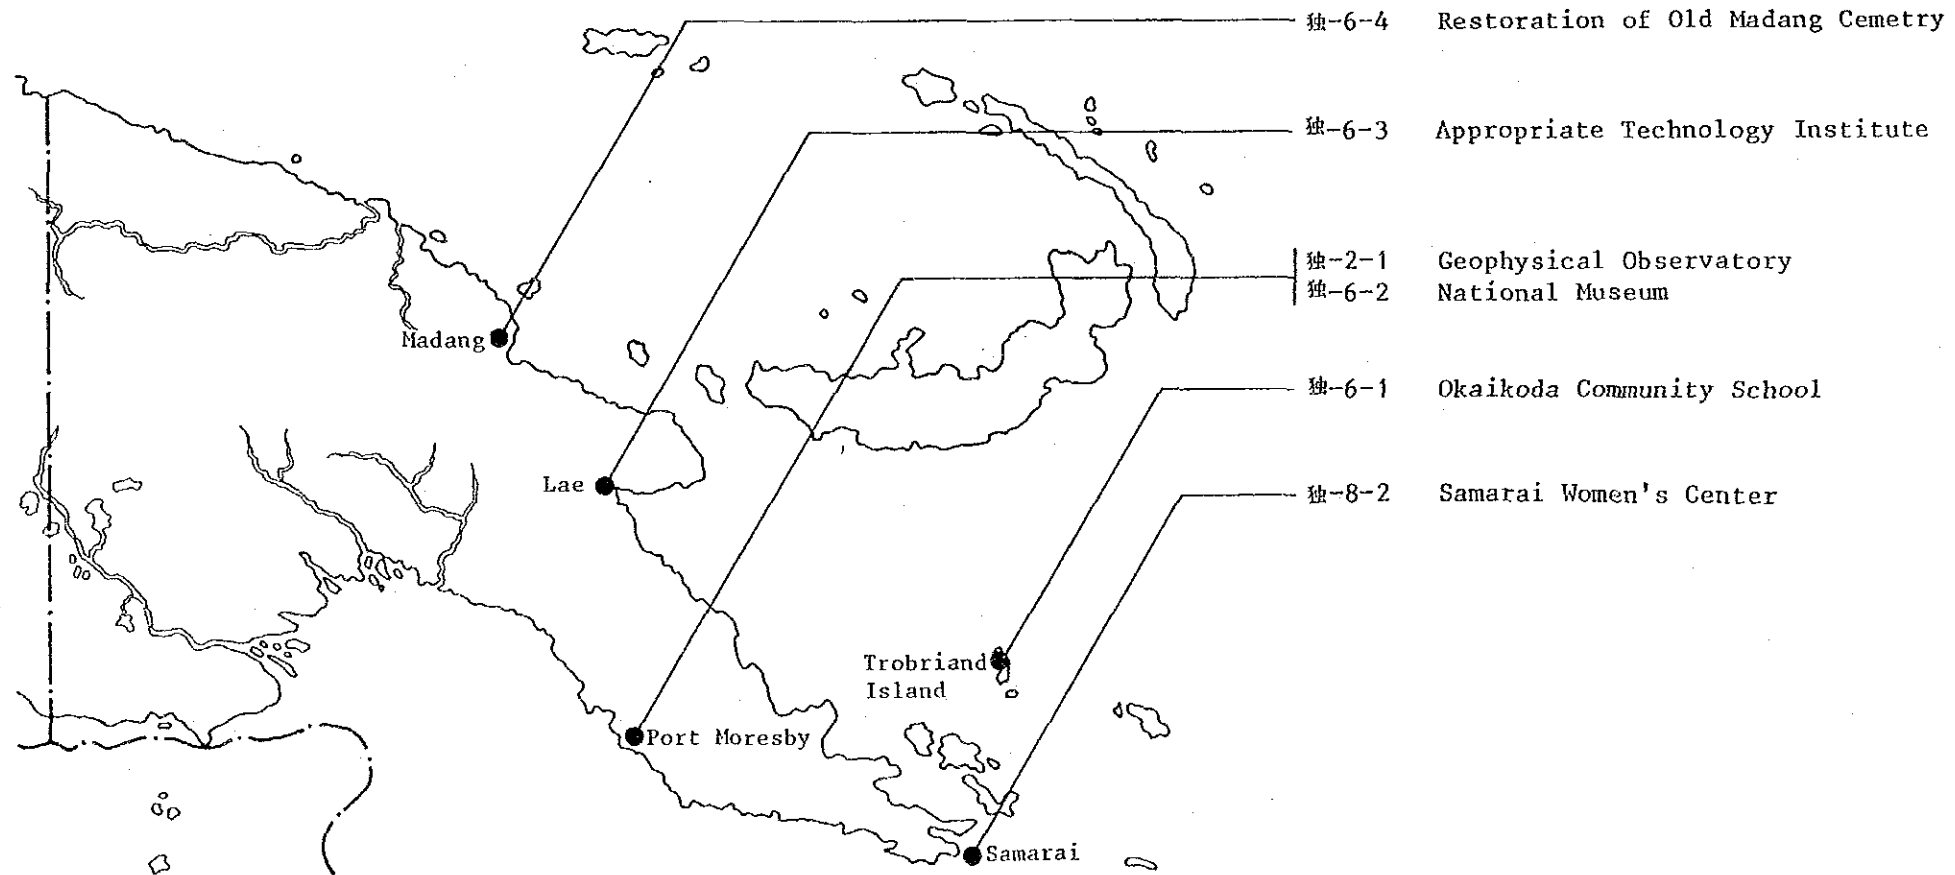 独-6-4 Restoration of Old Madang Cemetry
独-6-3 Appropriate Technology Institute
独-2-1 Geophysical Observatory
独-6-2 National Museum
Madang
独-6-1 Okaikoda Community School
Lae
独-8-2 Samarai Women's Center
Trobriand
Island
Port Moresby
Samarai